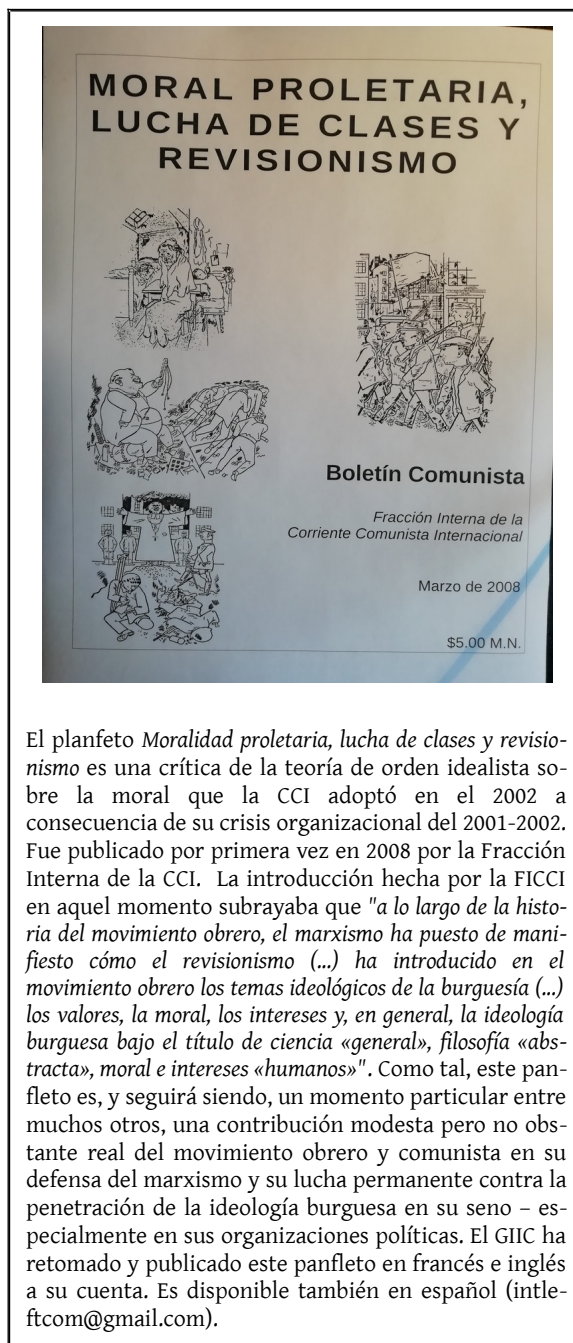 MORAL PROLETARIA,
LUCHA DE CLASES Y
REVISIONISMO
Boletín Comunista
Fracción Interna de la
Corriente Comunista Internacional
Marzo de 2008
$5.00 M.N.
El planfeto Moralidad proletaria, lucha de clases y revisio-
nismo es una crítica de la teoría de orden idealista so-
bre la moral que la CCI adoptó en el 2002 a
consecuencia de su crisis organizacional del 2001-2002.
Fue publicado por primera vez en 2008 por la Fracción
Interna de la CCI. La introducción hecha por la FICCI
en aquel momento subrayaba que "a lo largo de la histo-
ria del movimiento obrero, el marxismo ha puesto de mani-
fiesto cómo el revisionismo (...) ha introducido en el
movimiento obrero los temas ideológicos de la burguesía (...)
los valores, la moral, los intereses y, en general, la ideología
burguesa bajo el título de ciencia «general», filosofía «abs-
tracta», moral e intereses «humanos»". Como tal, este pan-
fleto es, y seguirá siendo, un momento particular entre
muchos otros, una contribución modesta pero no obs-
tante real del movimiento obrero y comunista en su
defensa del marxismo y su lucha permanente contra la
penetración de la ideología burguesa en su seno – es-
pecialmente en sus organizaciones políticas. El GIIC ha
retomado y publicado este panfleto en francés e inglés
a su cuenta. Es disponible también en español (intle-
ftcom@gmail.com).